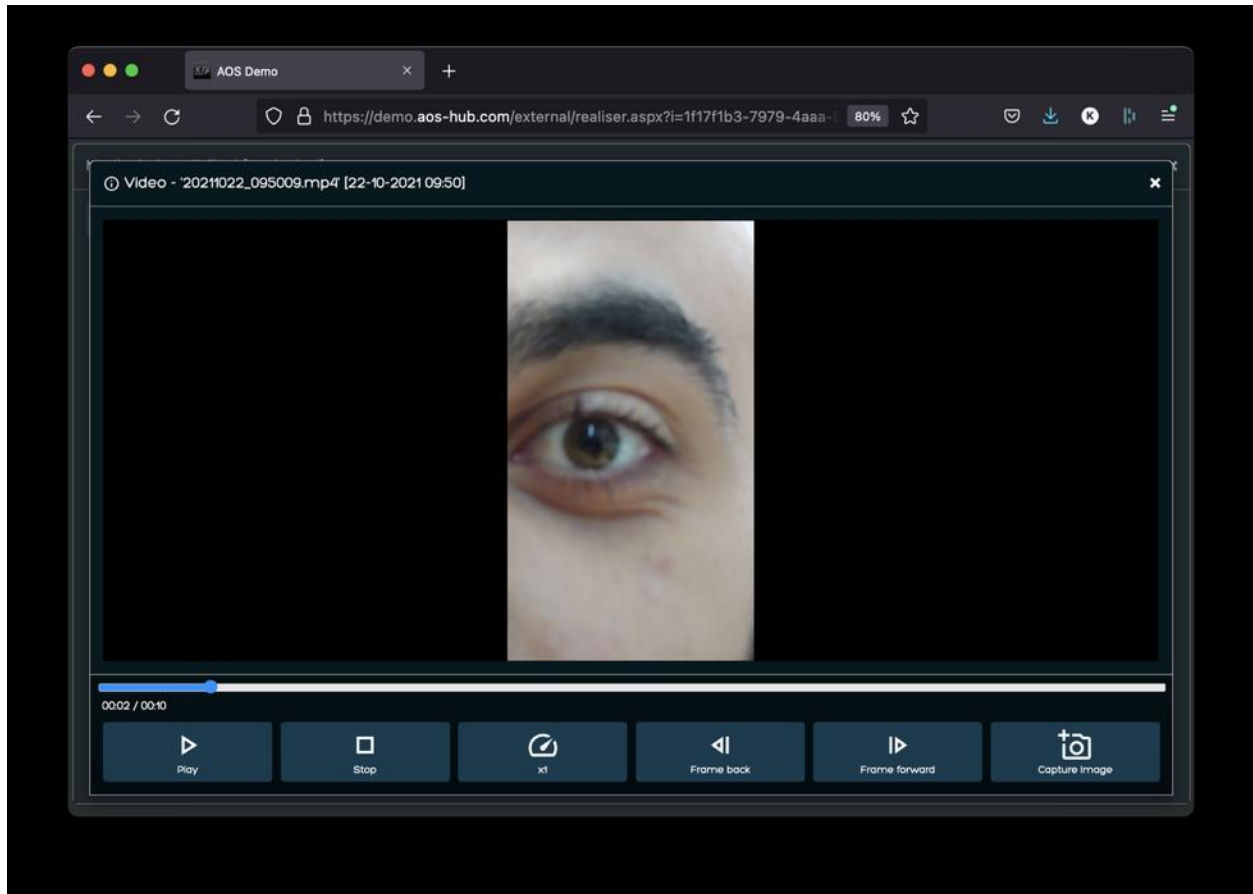 AOS Demo
https://demo.aos-hub.com/external/realiser.aspx?i=1f17f1b3-7979-4aaa- 80%
K
Video - '20211022_095009.mp4' [22-10-2021 09:50]
00:02 / 00:10
Play Stop x1 Frame back Frame forward Capture Image